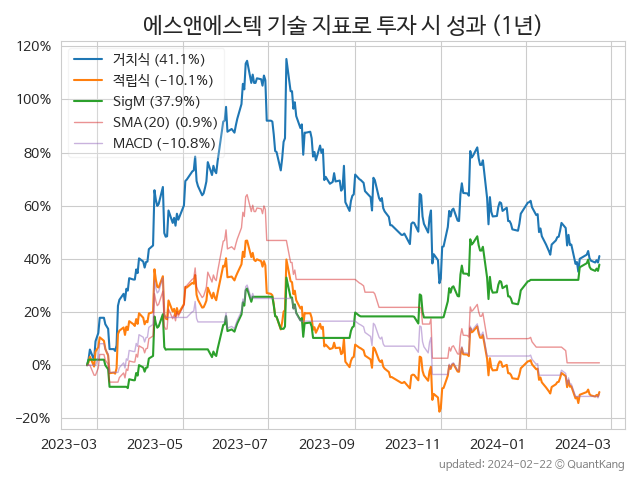 에스앤에스텍 기술 지표로 투자 시 성과 (1년)
120%
100%
80%
60%
40%
20%
0%
−20%
거치식 (41.1%)
적립식 (−10.1%)
SigM (37.9%)
SMA(20) (0.9%)
MACD (−10.8%)
2023-03
2023-05
2023-07
2023-09
2023-11
2024-01
2024-03
updated: 2024-02-22 © QuantKang